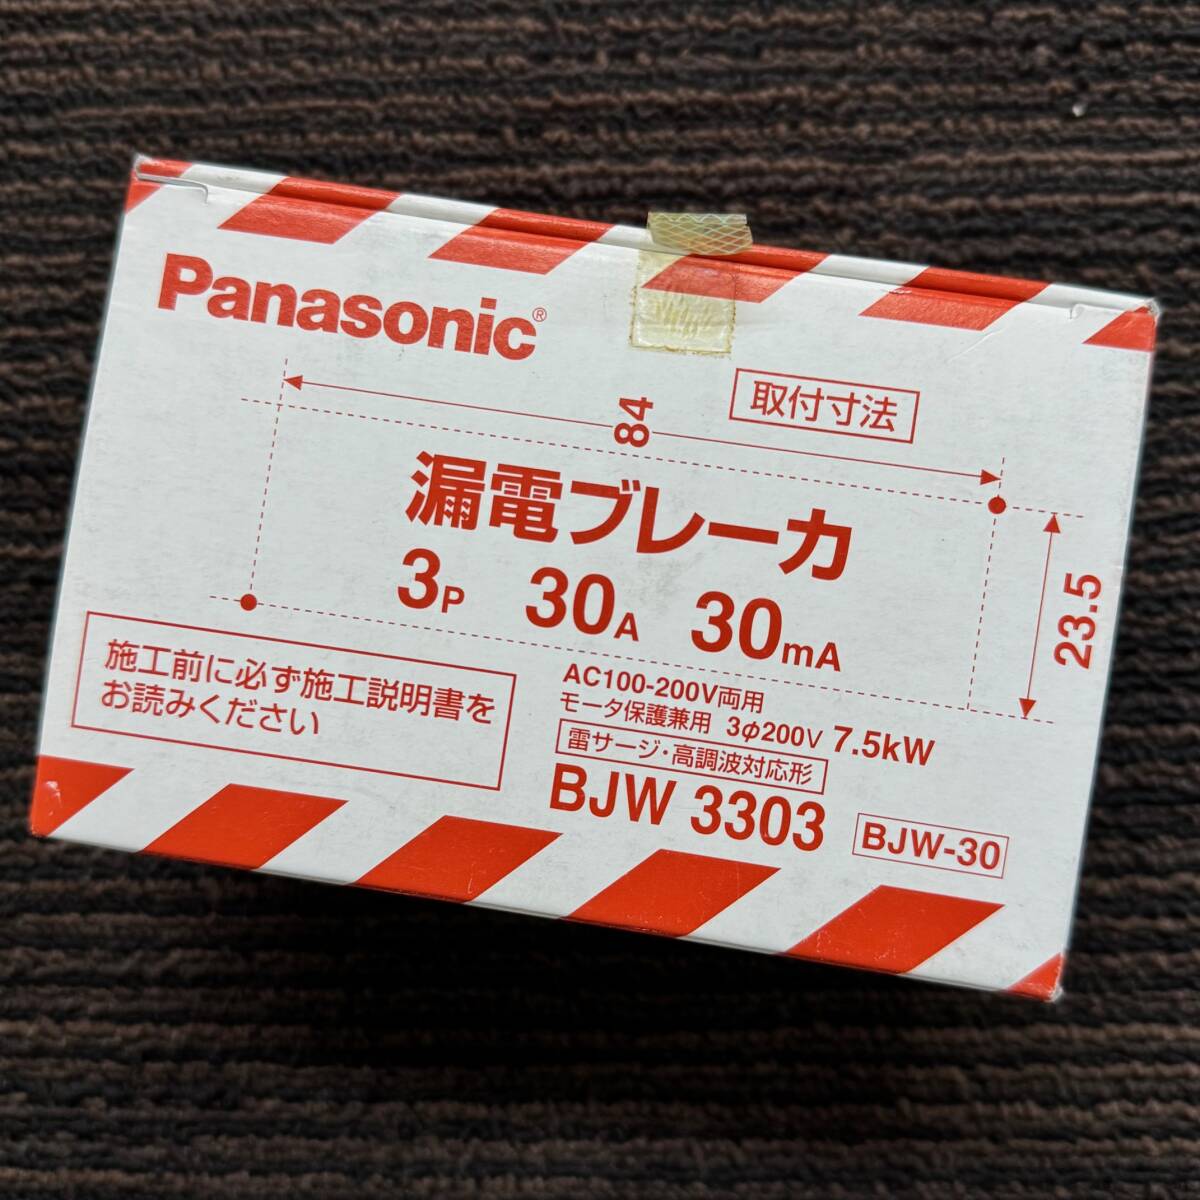 Panasonic®
取付寸法
84
漏電ブレーカ
3P 30A 30mA
23.5
施工前に必ず施工説明書を
お読みください
AC100-200V両用
モータ保護兼用 3φ200V 7.5kW
雷サージ・高調波対応形
BJW 3303 BJW-30